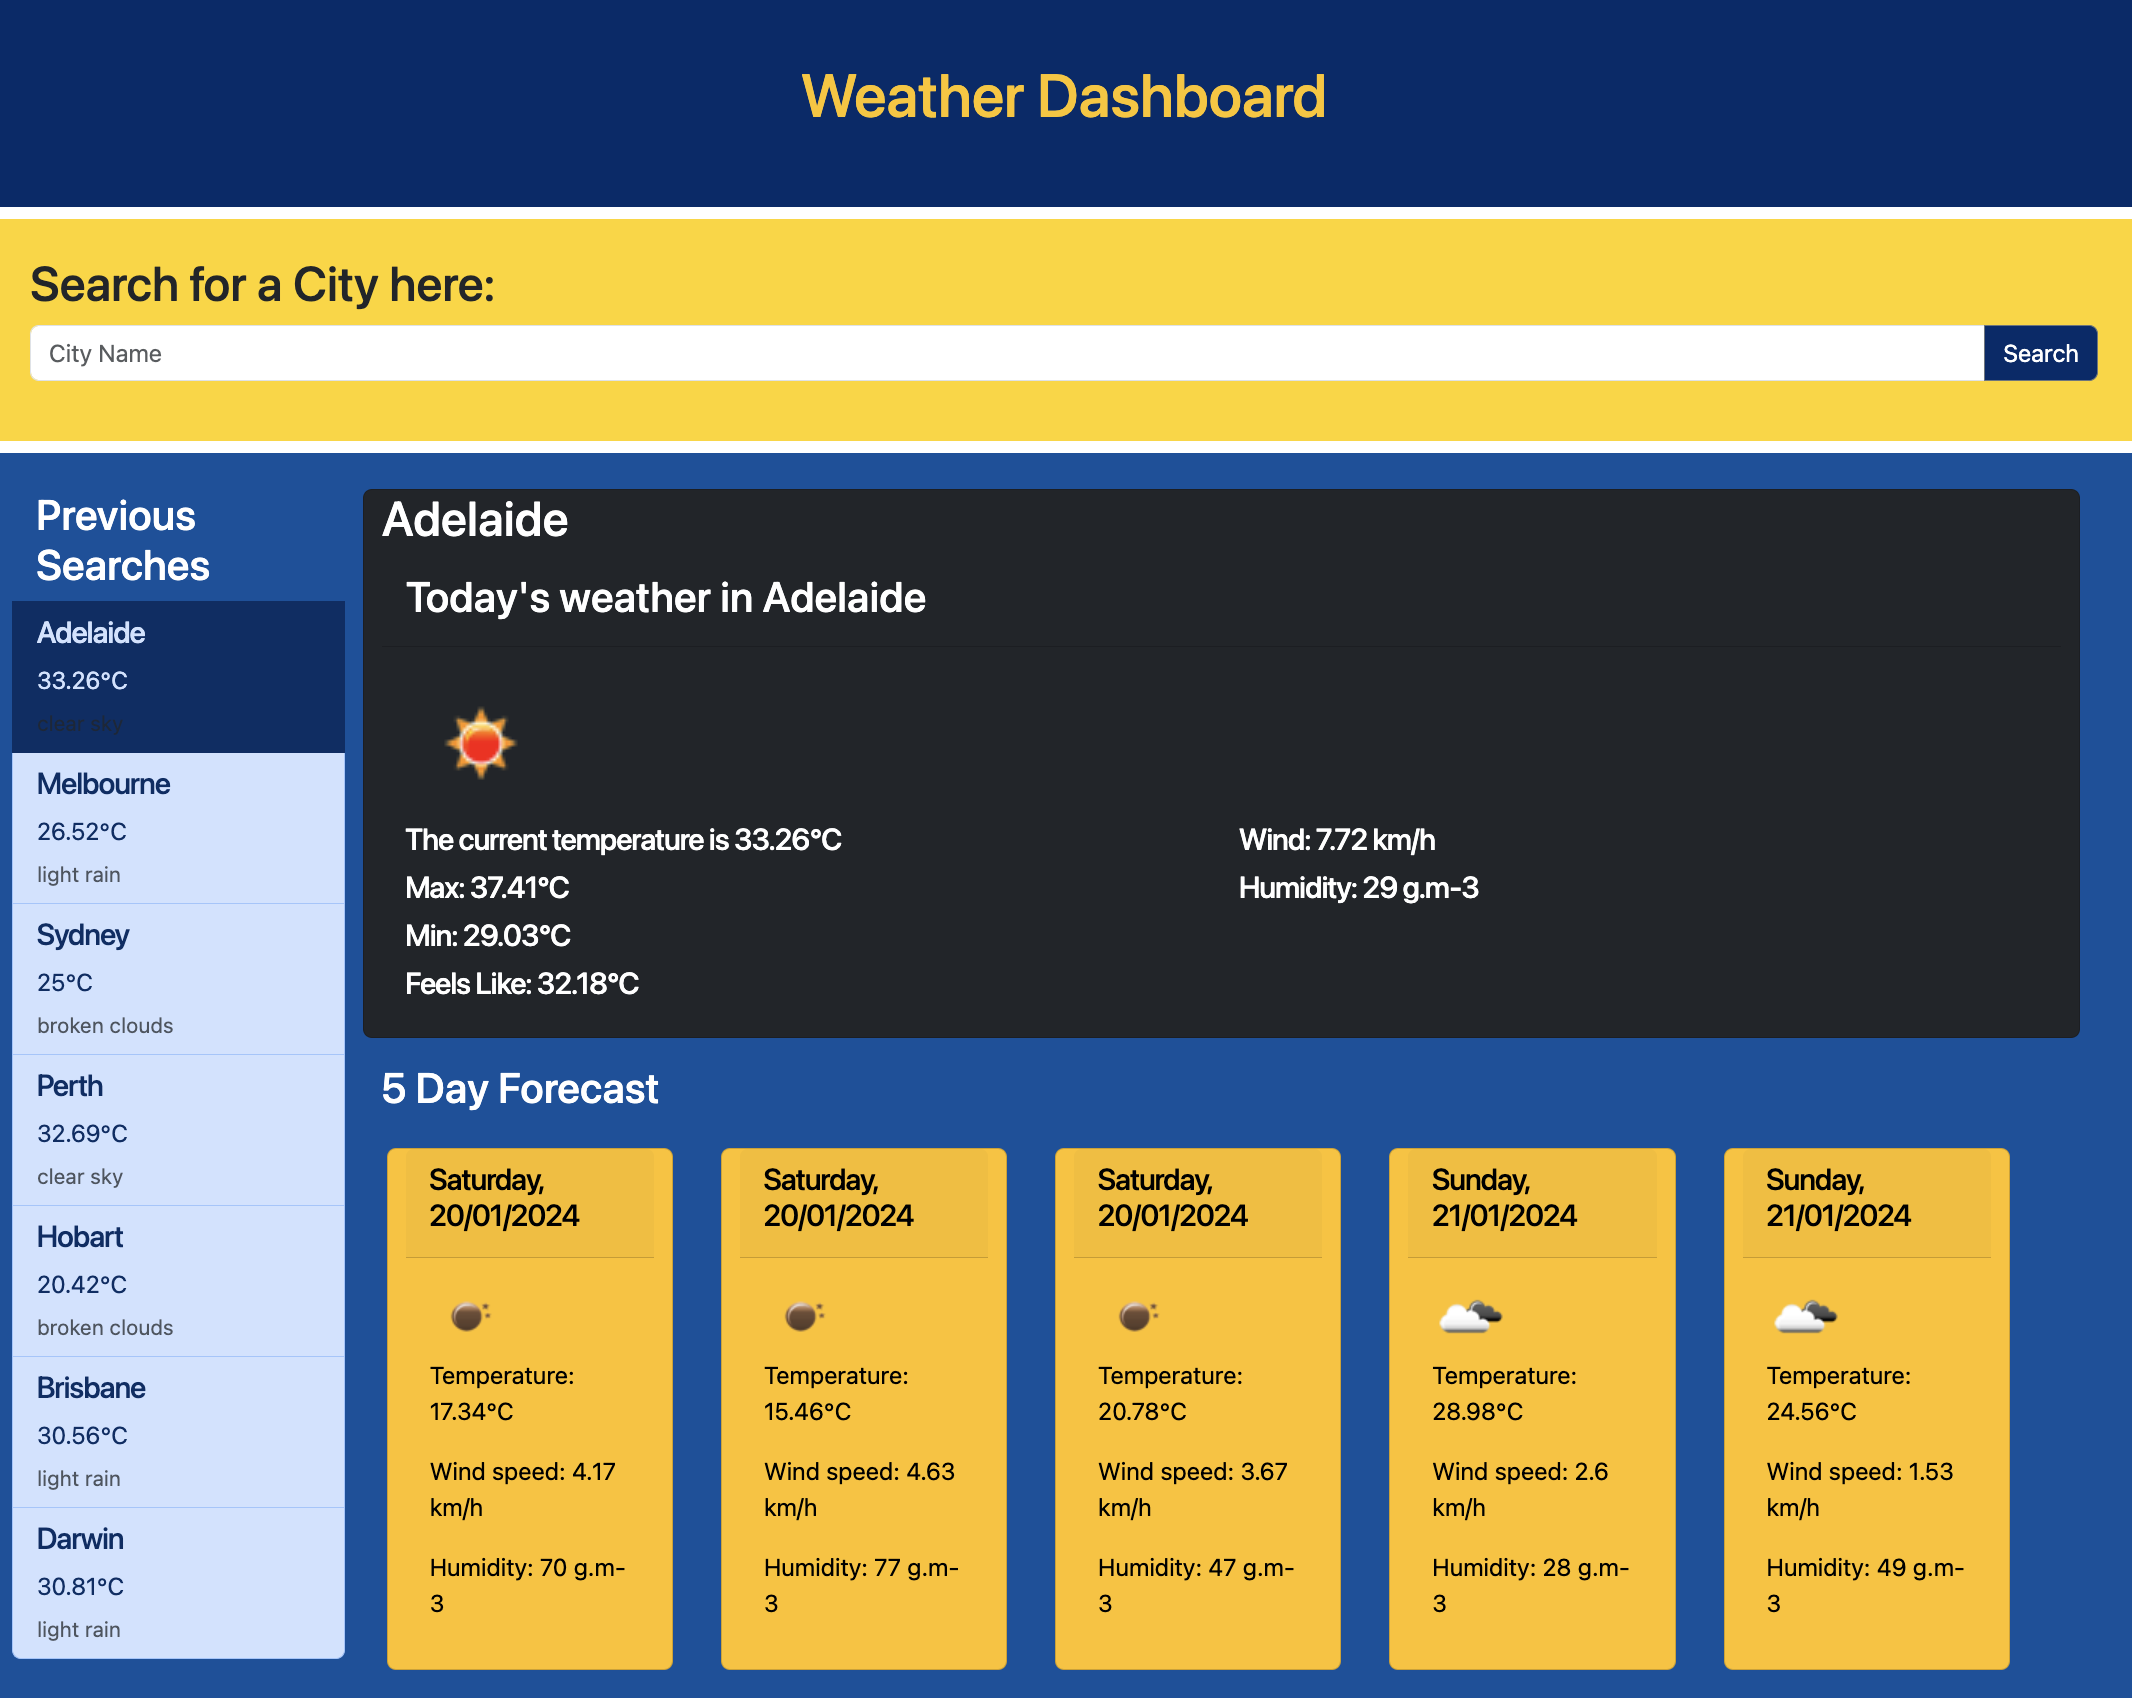 Weather Dashboard
Search for a City here:
City Name
Search
Previous
Searches
Adelaide
33.26°C
clear sky
Melbourne
26.52°C
light rain
Sydney
25°C
broken clouds
Perth
32.69°C
clear sky
Hobart
20.42°C
broken clouds
Brisbane
30.56°C
light rain
Darwin
30.81°C
light rain
Adelaide
Today's weather in Adelaide
The current temperature is 33.26°C
Max: 37.41°C
Min: 29.03°C
Feels Like: 32.18°C
Wind: 7.72 km/h
Humidity: 29 g.m-3
5 Day Forecast
Saturday,
20/01/2024
Temperature:
17.34°C
Wind speed: 4.17
km/h
Humidity: 70 g.m-
3
Saturday,
20/01/2024
Temperature:
15.46°C
Wind speed: 4.63
km/h
Humidity: 77 g.m-
3
Saturday,
20/01/2024
Temperature:
20.78°C
Wind speed: 3.67
km/h
Humidity: 47 g.m-
3
Sunday,
21/01/2024
Temperature:
28.98°C
Wind speed: 2.6
km/h
Humidity: 28 g.m-
3
Sunday,
21/01/2024
Temperature:
24.56°C
Wind speed: 1.53
km/h
Humidity: 49 g.m-
3